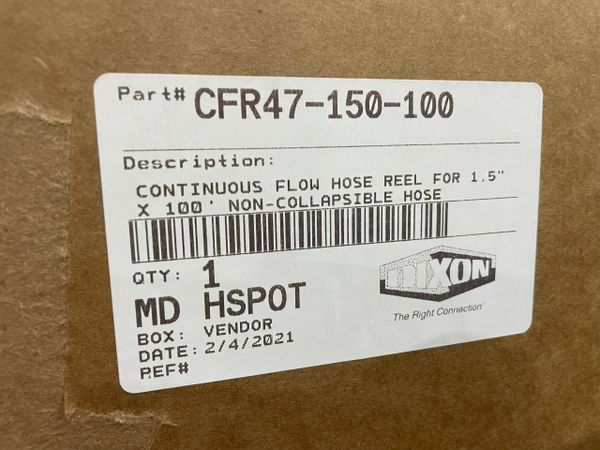 Part# CFR47-150-100
Description:
CONTINUOUS FLOW HOSE REEL FOR 1.5"
X 100' NON-COLLAPSIBLE HOSE
QTY: 1
MD HSPOT
BOX: VENDOR
DATE: 2/4/2021
REF#
DIXON
The Right Connection